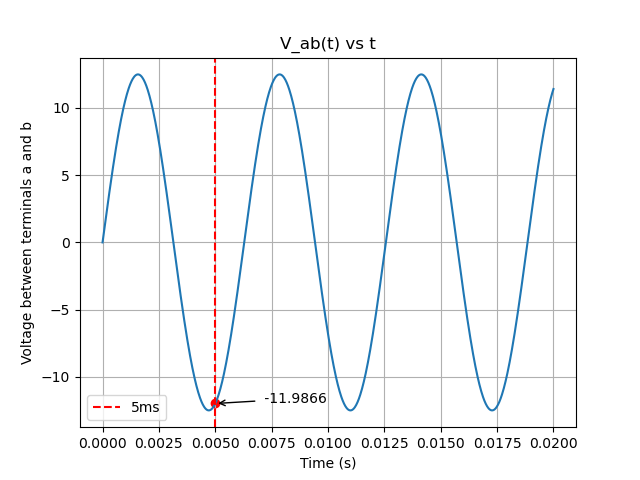 V_ab(t) vs t
Voltage between terminals a and b
10
5
0
−5
−10
-11.9866
5ms
0.0000 0.0025 0.0050 0.0075 0.0100 0.0125 0.0150 0.0175 0.0200
Time (s)